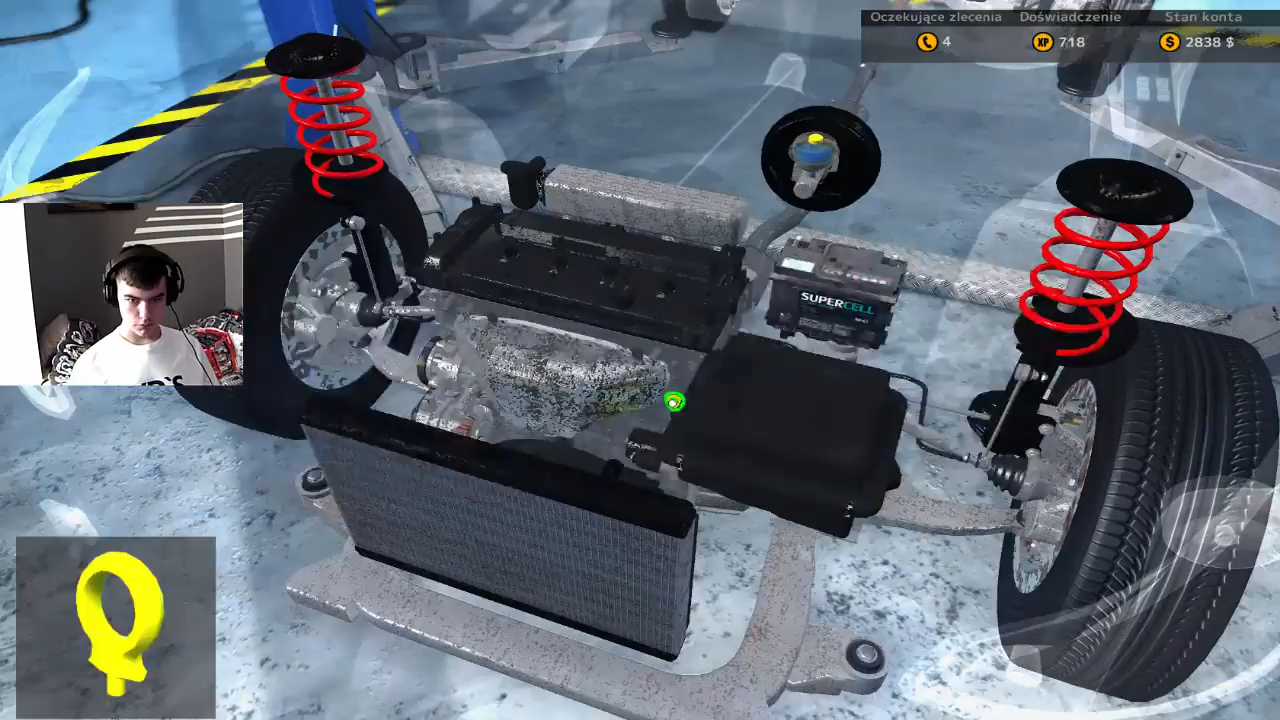 Oczekujące zlecenia Doświadczenie Stan konta
4 XP 718 $ 2838 $
SUPERCELL